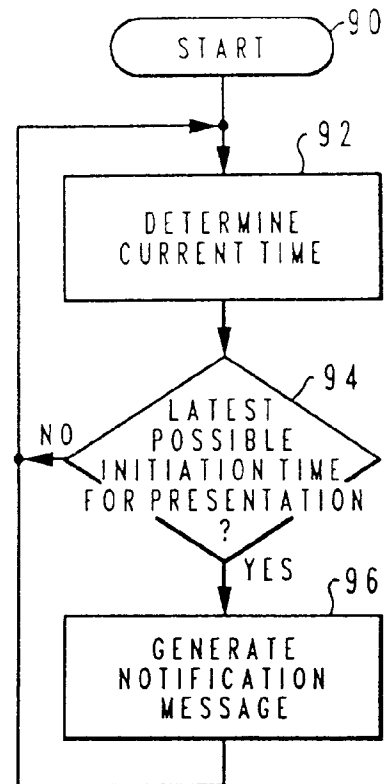 START
90
92
DETERMINE
CURRENT TIME
94
LATEST
POSSIBLE
INITIATION TIME
FOR PRESENTATION
?
NO
YES
96
GENERATE
NOTIFICATION
MESSAGE